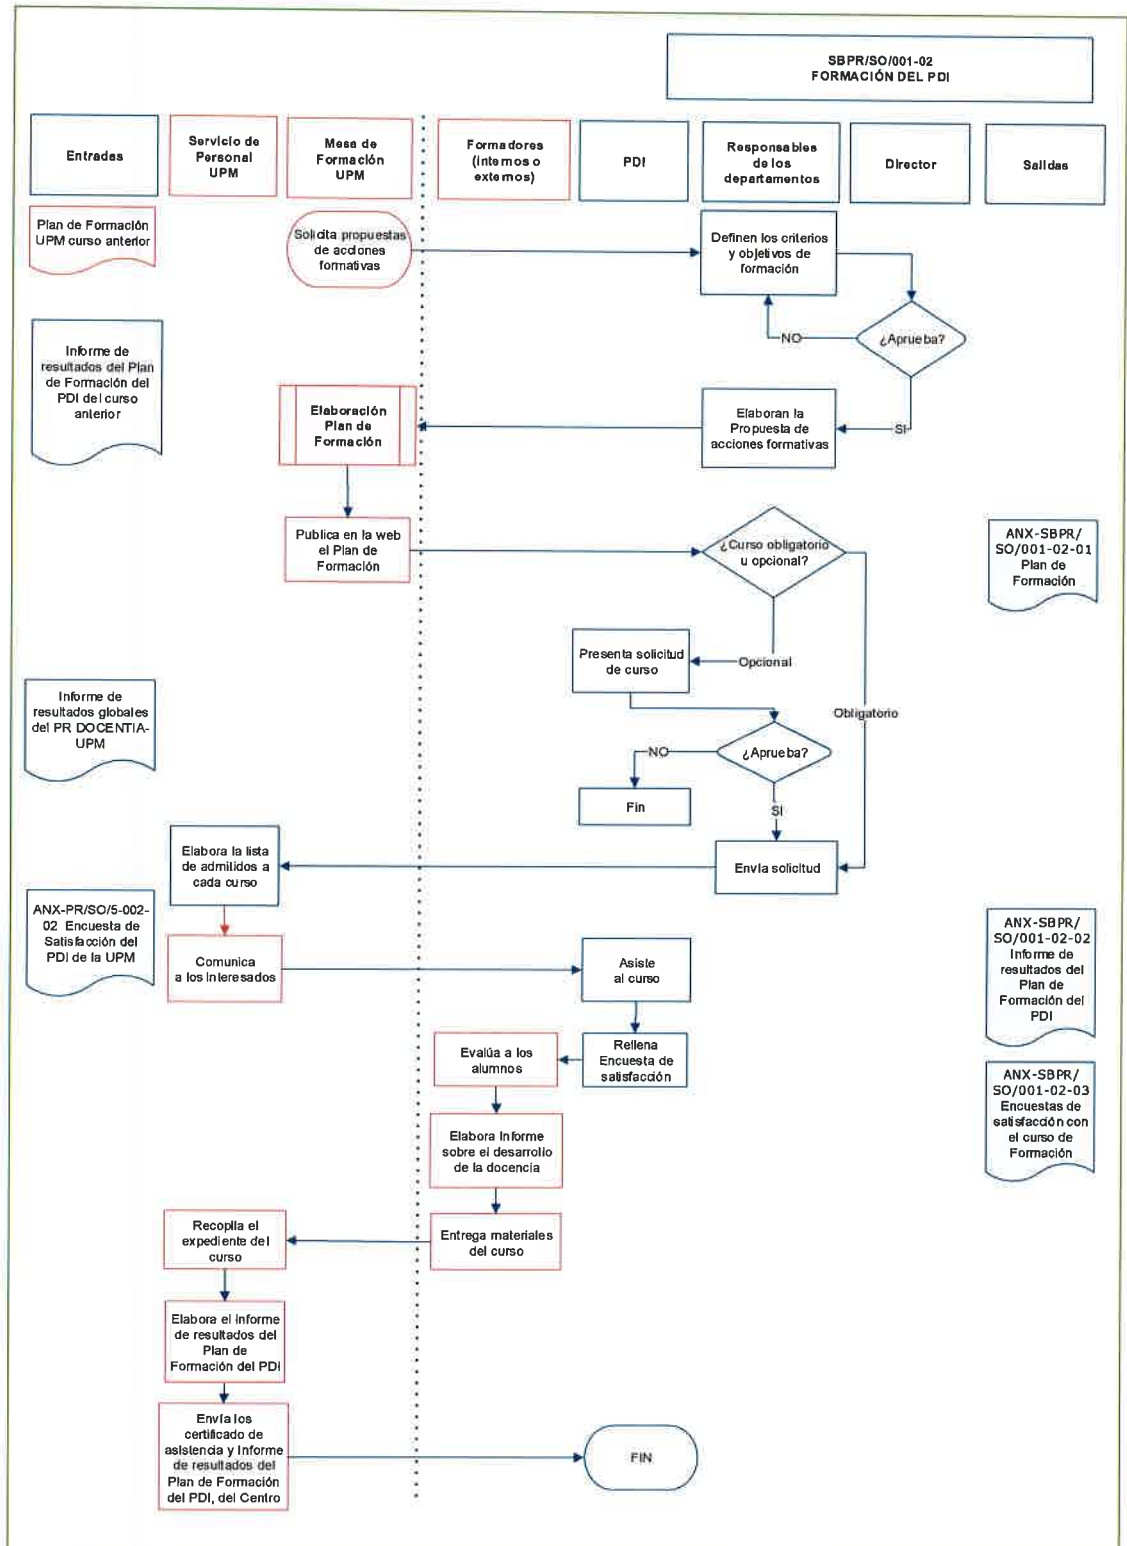 SBPR/SO/001-02
FORMACIÓN DEL PDI
Entradas
Servicio de
Personal
UPM
Mesa de
Formación
UPM
Formadores
(internos o
externos)
PDI
Responsables
de los
departamentos
Director
Salidas
Plan de Formación
UPM curso anterior
Solicita propuestas
de acciones
formativas
Definen los criterios
y objetivos de
formación
¿Aprueba?
NO
SI
Informe de
resultados del Plan
de Formación del
PDI del curso
anterior
Elaboración
Plan de
Formación
Elaboran la
Propuesta de
acciones formativas
Publica en la web
el Plan de
Formación
¿Curso obligatorio
u opcional?
ANX-SBPR/
SO/001-02-01
Plan de
Formación
Presenta solicitud
de curso
Opcional
Obligatorio
Informe de
resultados globales
del PR DOCENTIA-
UPM
¿Aprueba?
NO
Fin
SI
Elabora la lista
de admitidos a
cada curso
Envía solicitud
ANX-PR/SO/5-002-
02 Encuesta de
Satisfacción del
PDI de la UPM
Comunica
a los interesados
Asiste
al curso
ANX-SBPR/
SO/001-02-02
Informe de
resultados del
Plan de
Formación del
PDI
Evalúa a los
alumnos
Rellena
Encuesta de
satisfacción
ANX-SBPR/
SO/001-02-03
Encuestas de
satisfacción con
el curso de
Formación
Elabora Informe
sobre el desarrollo
de la docencia
Recopila el
expediente del
curso
Entrega materiales
del curso
Elabora el informe
de resultados del
Plan de
Formación del PDI
Envía los
certificado de
asistencia y Informe
de resultados del
Plan de Formación
del PDI, del Centro
FIN